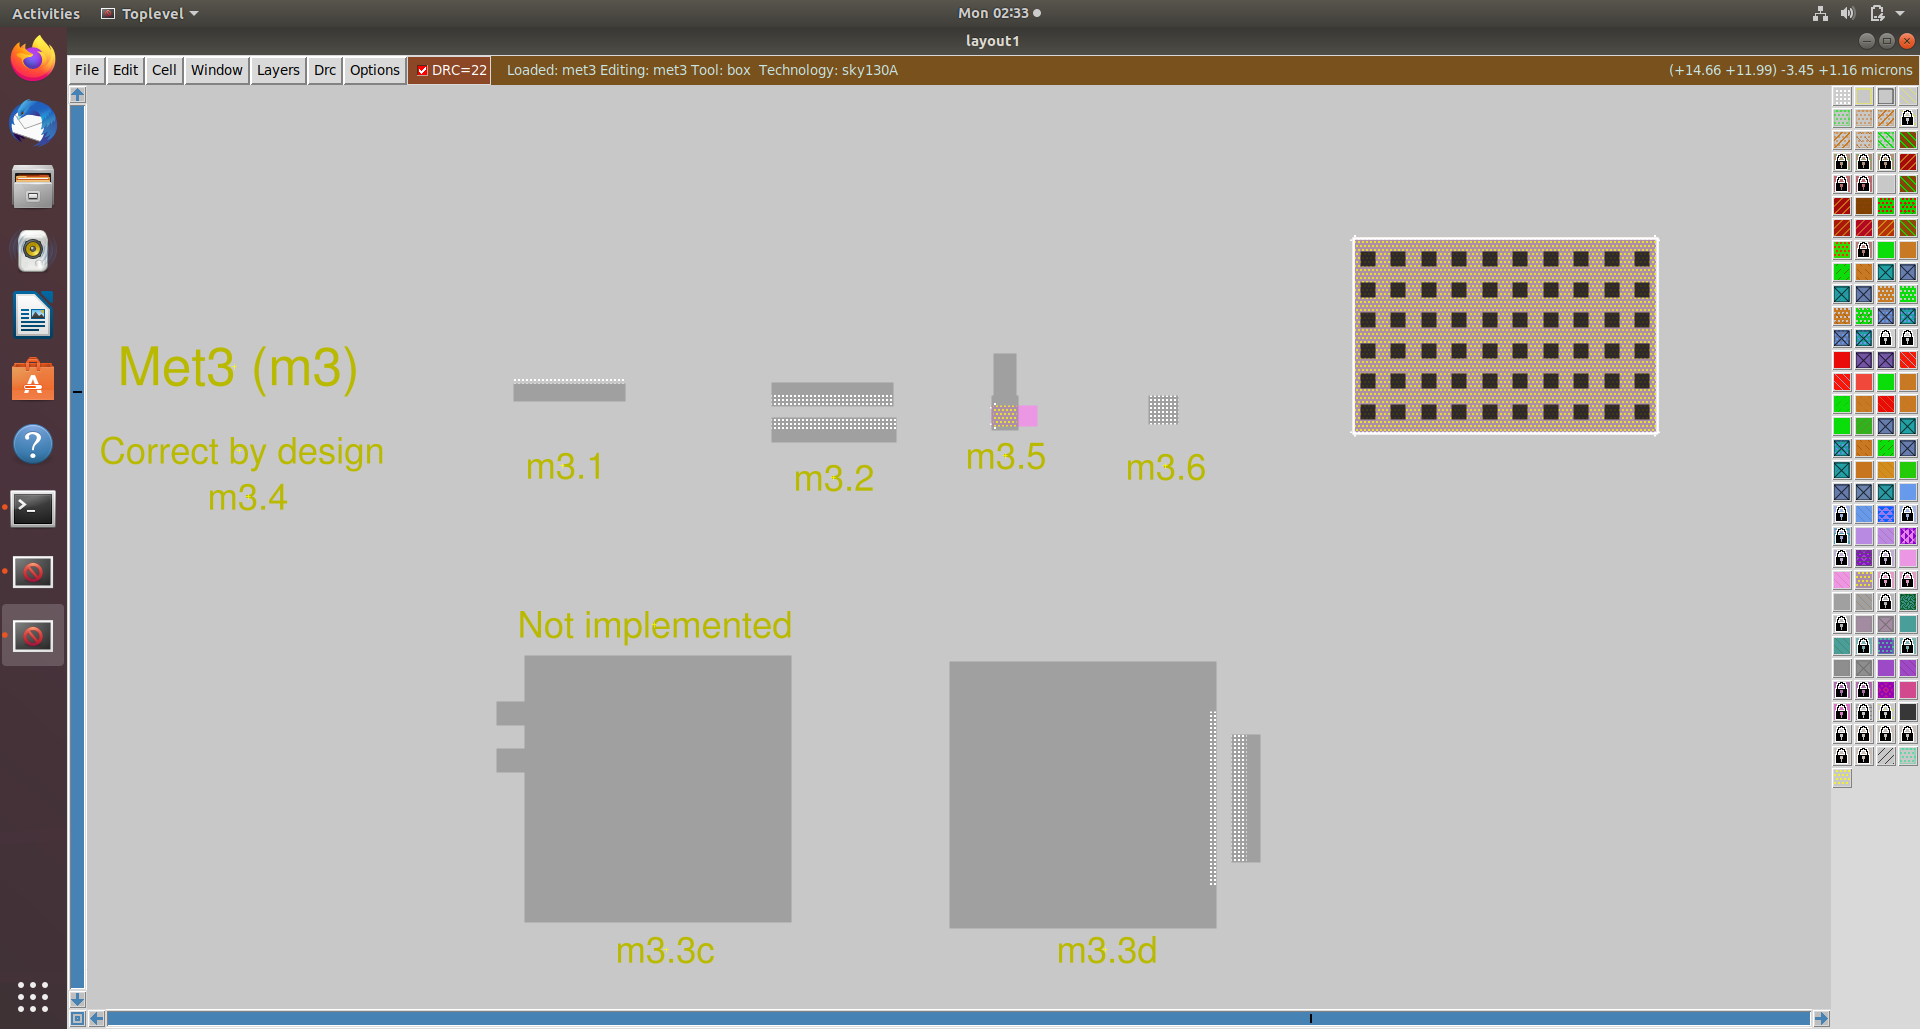 Activities
Toplevel
Mon 02:33
layout1
File
Edit
Cell
Window
Layers
Drc
Options
DRC=22
Loaded: met3 Editing: met3 Tool: box Technology: sky130A
(+14.66 +11.99) -3.45 +1.16 microns
Met3 (m3)
Correct by design
m3.4
m3.1
m3.2
m3.5
m3.6
Not implemented
m3.3c
m3.3d